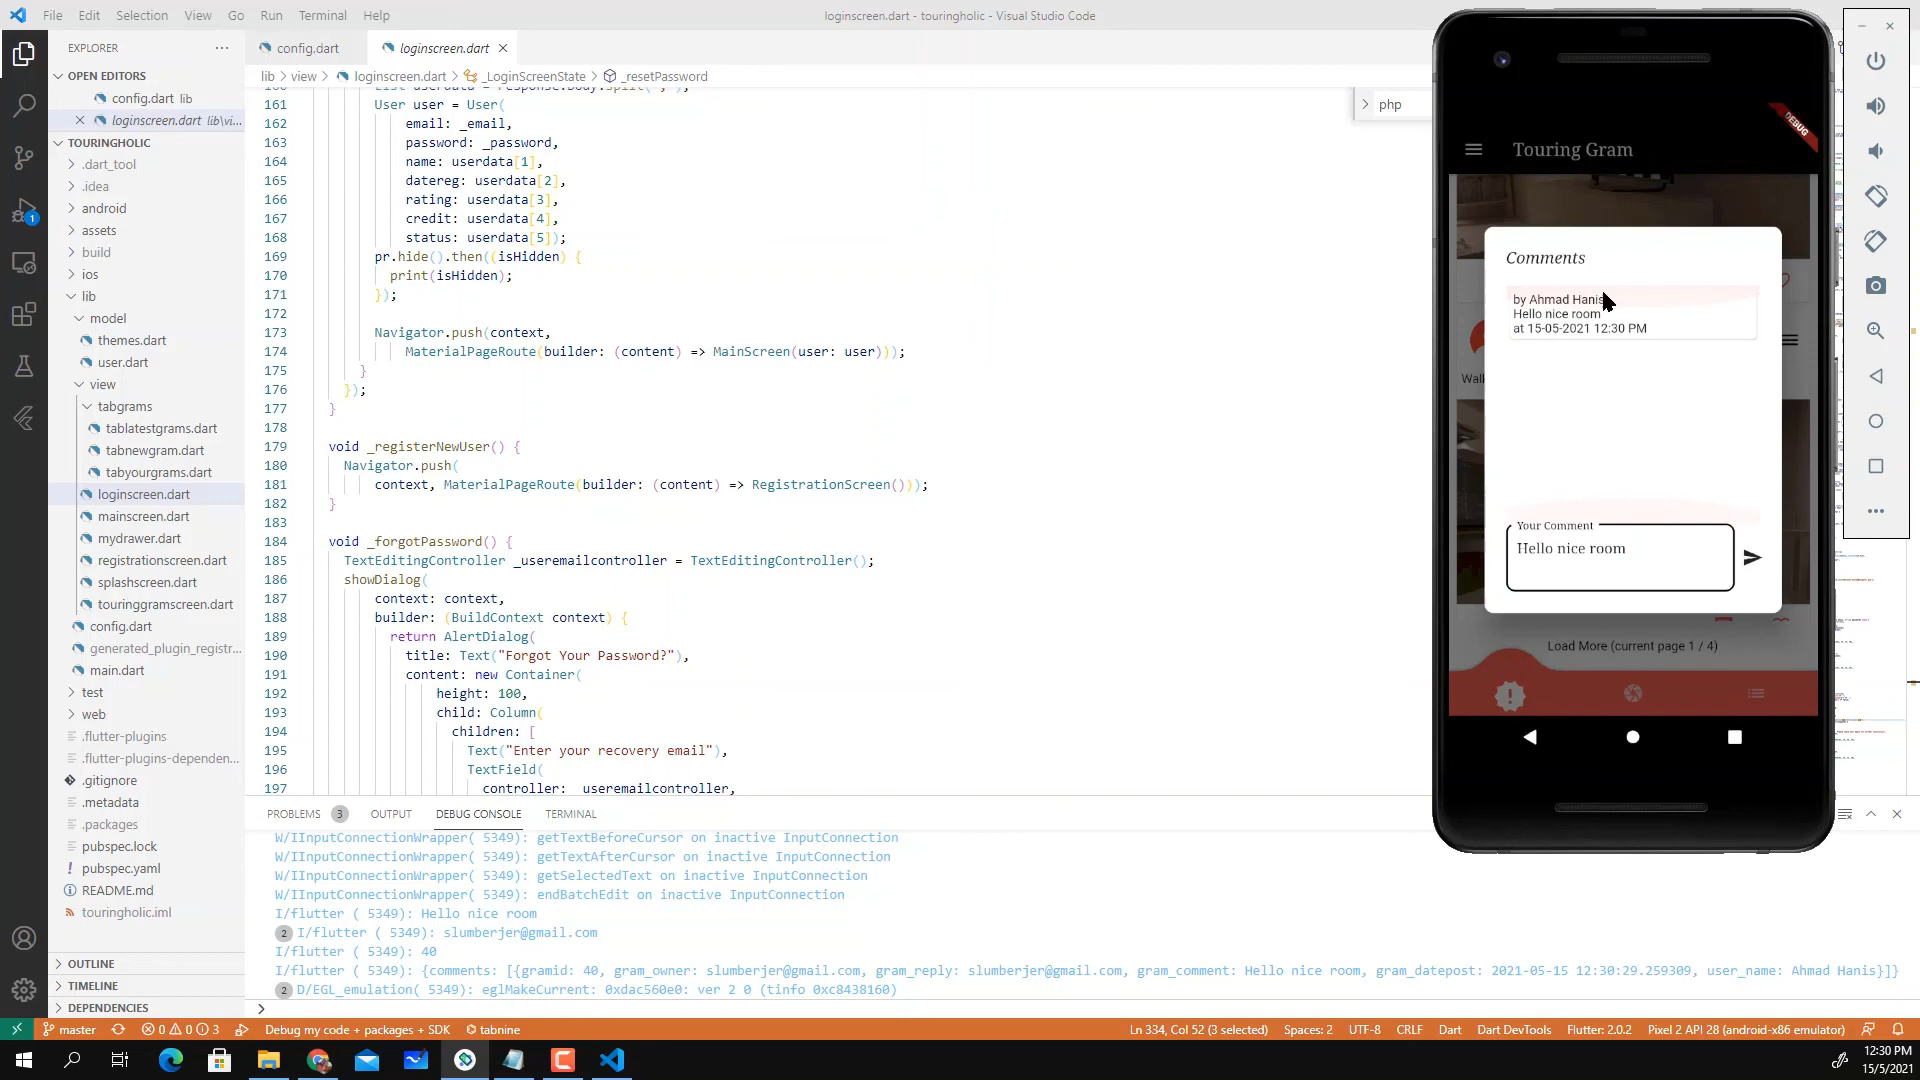 File Edit Selection View Go Run Terminal Help
loginscreen.dart - touringholic - Visual Studio Code
EXPLORER
OPEN EDITORS
config.dart lib
loginscreen.dart lib\vi...
TOURINGHOLIC
.dart_tool
.idea
android
assets
build
ios
lib
model
themes.dart
user.dart
view
tabgrams
tablatestgrams.dart
tabnewgram.dart
tabyourgrams.dart
loginscreen.dart
mainscreen.dart
mydrawer.dart
registrationscreen.dart
splashscreen.dart
touringgramscreen.dart
config.dart
generated_plugin_registr...
main.dart
test
web
.flutter-plugins
.flutter-plugins-dependen...
.gitignore
.metadata
.packages
pubspec.lock
pubspec.yaml
README.md
touringholic.iml
OUTLINE
TIMELINE
DEPENDENCIES
config.dart
loginscreen.dart
lib > view > loginscreen.dart > _LoginScreenState > _resetPassword
php
161 User user = User(
162 email: _email,
163 password: _password,
164 name: userdata[1],
165 datereg: userdata[2],
166 rating: userdata[3],
167 credit: userdata[4],
168 status: userdata[5]);
169 pr.hide().then((isHidden) {
170 print(isHidden);
171 });
172
173 Navigator.push(context,
174 MaterialPageRoute(builder: (content) => MainScreen(user: user)));
175 }
176 });
177 }
178
179 void _registerNewUser() {
180 Navigator.push(
181 context, MaterialPageRoute(builder: (content) => RegistrationScreen()));
182 }
183
184 void _forgotPassword() {
185 TextEditingController _useremailcontroller = TextEditingController();
186 showDialog(
187 context: context,
188 builder: (BuildContext context) {
189 return AlertDialog(
190 title: Text("Forgot Your Password?"),
191 content: new Container(
192 height: 100,
193 child: Column(
194 children: [
195 Text("Enter your recovery email"),
196 TextField(
197 controller: _useremailcontroller,
PROBLEMS 3 OUTPUT DEBUG CONSOLE TERMINAL
W/IInputConnectionWrapper( 5349): getTextBeforeCursor on inactive InputConnection
W/IInputConnectionWrapper( 5349): getTextAfterCursor on inactive InputConnection
W/IInputConnectionWrapper( 5349): getSelectedText on inactive InputConnection
W/IInputConnectionWrapper( 5349): endBatchEdit on inactive InputConnection
I/flutter ( 5349): Hello nice room
2 I/flutter ( 5349): slumberjer@gmail.com
I/flutter ( 5349): 40
I/flutter ( 5349): {comments: [{gramid: 40, gram_owner: slumberjer@gmail.com, gram_reply: slumberjer@gmail.com, gram_comment: Hello nice room, gram_datepost: 2021-05-15 12:30:29.259309, user_name: Ahmad Hanis}]}
2 D/EGL_emulation( 5349): eglMakeCurrent: 0xdac560e0: ver 2 0 (tinfo 0xc8438160)
DEBUG
Touring Gram
Comments
by Ahmad Hanis
Hello nice room
at 15-05-2021 12:30 PM
Your Comment
Hello nice room
Load More (current page 1 / 4)
master 0 0 3 Debug my code + packages + SDK tabnine
Ln 334, Col 52 (3 selected) Spaces: 2 UTF-8 CRLF Dart Dart DevTools Flutter: 2.0.2 Pixel 2 API 28 (android-x86 emulator)
12:30 PM
15/5/2021